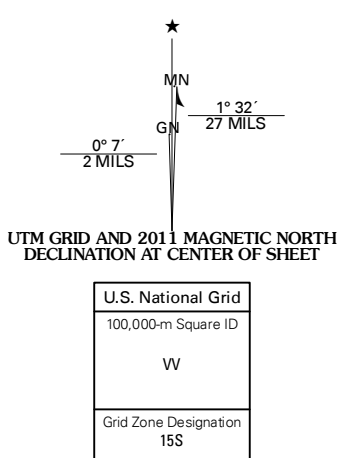 ★
MN
1° 32´
27 MILS
GN
0° 7´
2 MILS
UTM GRID AND 2011 MAGNETIC NORTH
DECLINATION AT CENTER OF SHEET
U.S. National Grid
100,000-m Square ID
VV
Grid Zone Designation
15S